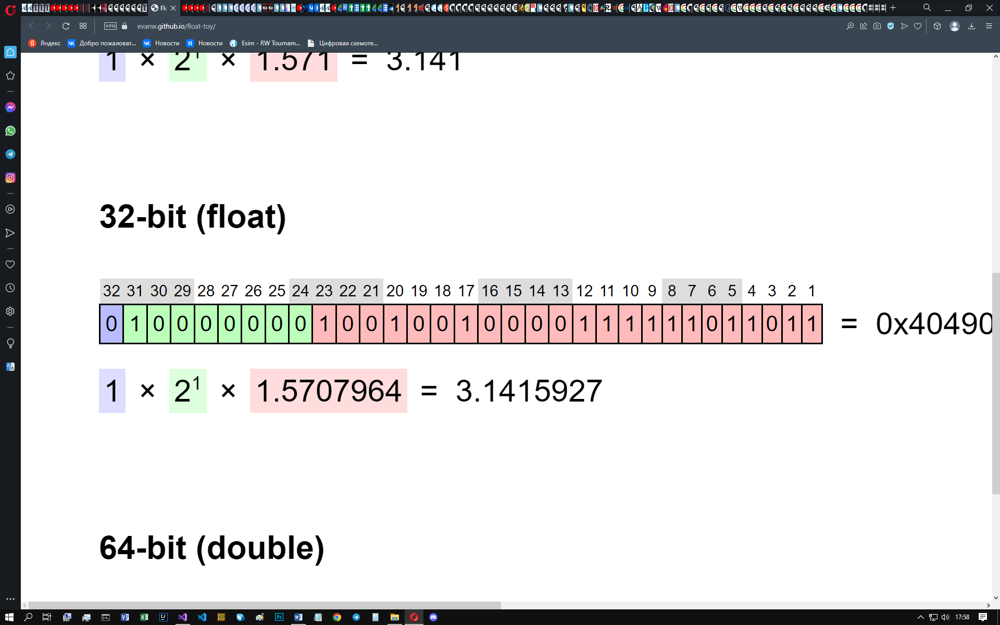 Fl
VPN
evanw.github.io/float-toy/
Яндекс
Добро пожаловат...
Новости
Новости
Esim - RW Tournam...
Цифровая схемоте...
1 × 2^1 × 1.571 = 3.141
32-bit (float)
32 31 30 29 28 27 26 25 24 23 22 21 20 19 18 17 16 15 14 13 12 11 10 9 8 7 6 5 4 3 2 1
0 1 0 0 0 0 0 0 0 1 0 0 1 0 0 1 0 0 0 0 1 1 1 1 1 1 0 1 1 0 1 1 = 0x40490
1 × 2^1 × 1.5707964 = 3.1415927
64-bit (double)
17:58